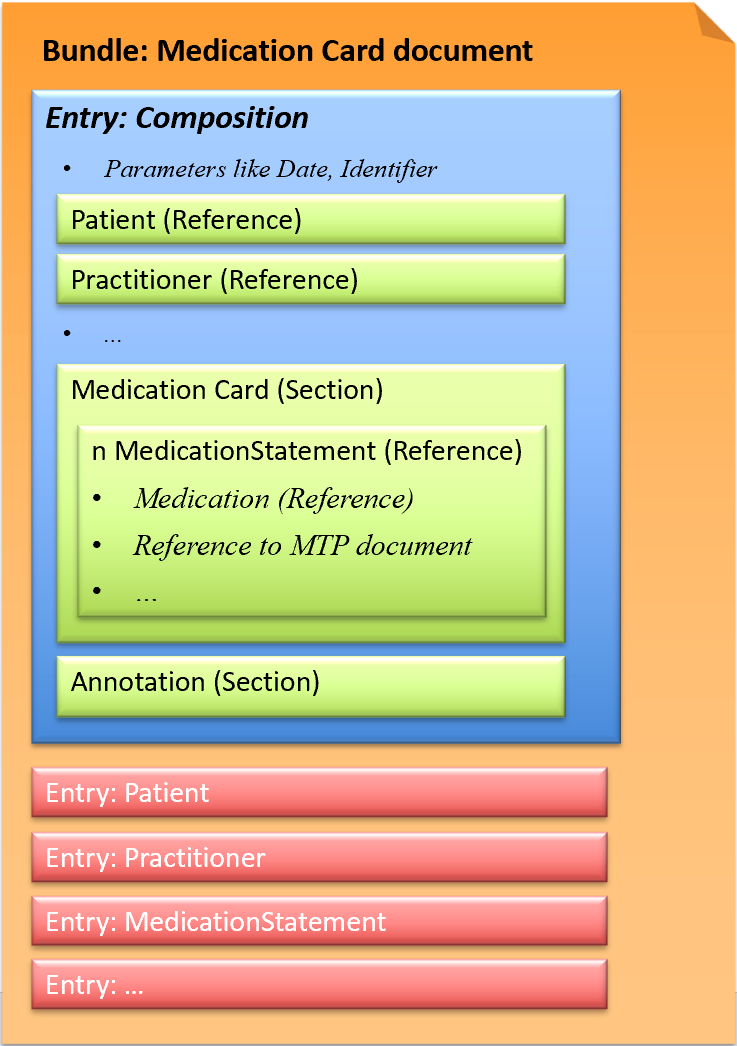 Bundle: Medication Card document
Entry: Composition
• Parameters like Date, Identifier
Patient (Reference)
Practitioner (Reference)
• ...
Medication Card (Section)
n MedicationStatement (Reference)
• Medication (Reference)
• Reference to MTP document
• ...
Annotation (Section)
Entry: Patient
Entry: Practitioner
Entry: MedicationStatement
Entry: ...